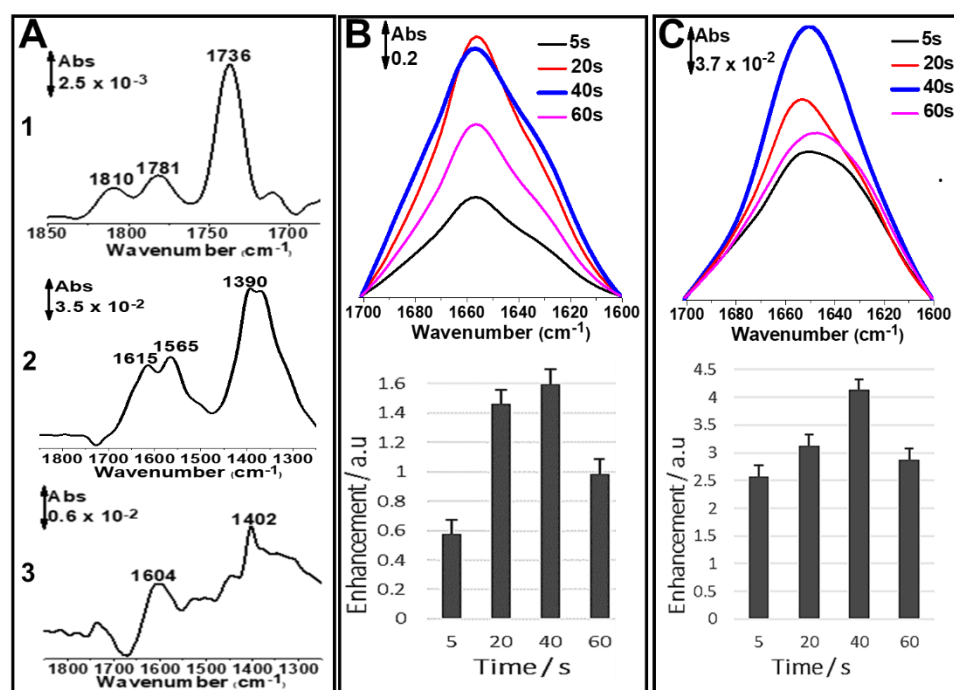 A
Abs
2.5 x 10⁻³
1
1810
1781
1736
1850 1800 1750 1700
Wavenumber (cm⁻¹)
Abs
3.5 x 10⁻²
2
1615
1565
1390
1800 1700 1600 1500 1400 1300
Wavenumber (cm⁻¹)
Abs
0.6 x 10⁻²
3
1604
1402
1800 1700 1600 1500 1400 1300
Wavenumber (cm⁻¹)
B
Abs
0.2
5s
20s
40s
60s
1700 1680 1660 1640 1620 1600
Wavenumber (cm⁻¹)
Enhancement / a.u
1.6
1.4
1.2
1
0.8
0.6
0.4
0.2
0
5 20 40 60
Time / s
C
Abs
3.7 x 10⁻²
5s
20s
40s
60s
1700 1680 1660 1640 1620 1600
Wavenumber (cm⁻¹)
Enhancement / a.u
4.5
4
3.5
3
2.5
2
1.5
1
0.5
0
5 20 40 60
Time / s